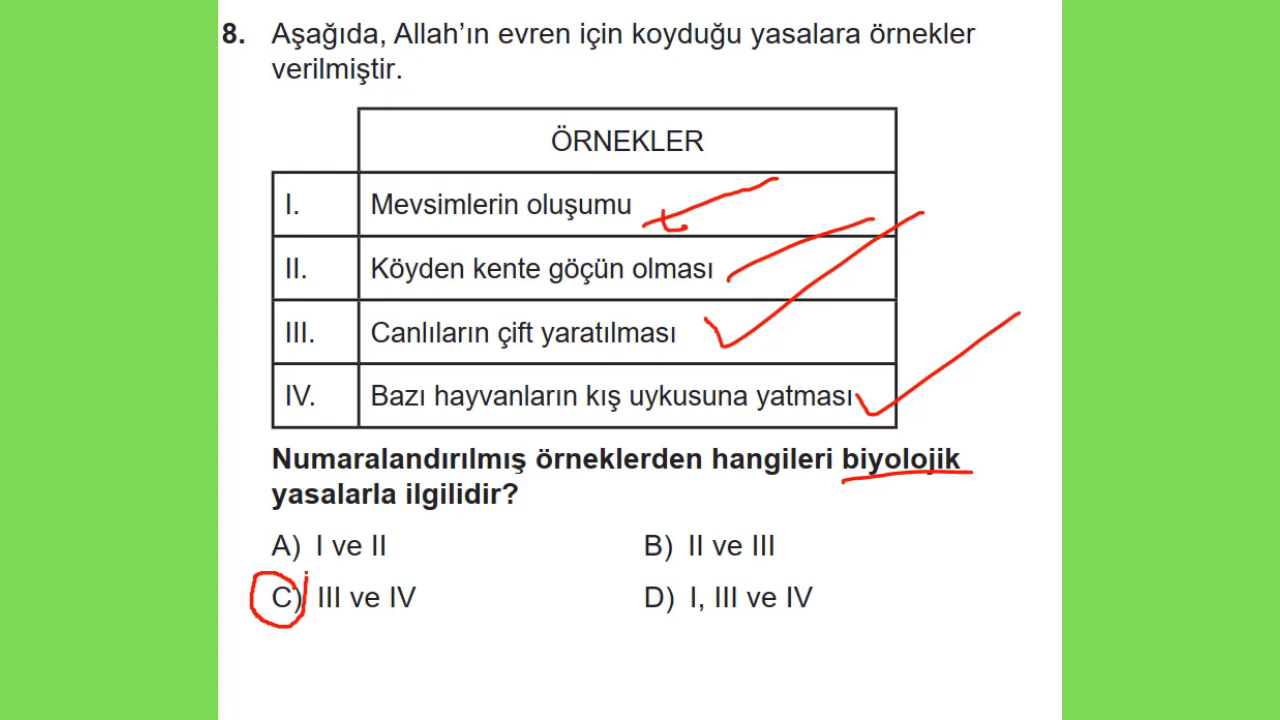 8. Aşağıda, Allah’ın evren için koyduğu yasalara örnekler
verilmiştir.
ÖRNEKLER
I. Mevsimlerin oluşumu
II. Köyden kente göçün olması
III. Canlıların çift yaratılması
IV. Bazı hayvanların kış uykusuna yatması
Numaralandırılmış örneklerden hangileri biyolojik
yasalarla ilgilidir?
A) I ve II B) II ve III
C) III ve IV D) I, III ve IV